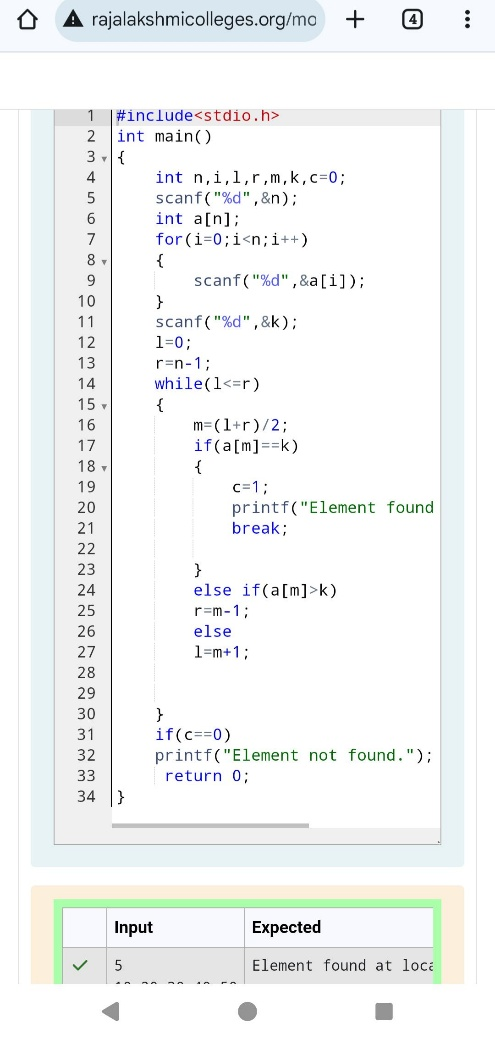 rajalakshmicolleges.org/mo
4
1 #include<stdio.h>
2 int main()
3 {
4 int n,i,l,r,m,k,c=0;
5 scanf("%d",&n);
6 int a[n];
7 for(i=0;i<n;i++)
8 {
9 scanf("%d",&a[i]);
10 }
11 scanf("%d",&k);
12 l=0;
13 r=n-1;
14 while(l<=r)
15 {
16 m=(l+r)/2;
17 if(a[m]==k)
18 {
19 c=1;
20 printf("Element found
21 break;
22
23 }
24 else if(a[m]>k)
25 r=m-1;
26 else
27 l=m+1;
28
29
30 }
31 if(c==0)
32 printf("Element not found.");
33 return 0;
34 }
Input Expected
5 Element found at loca